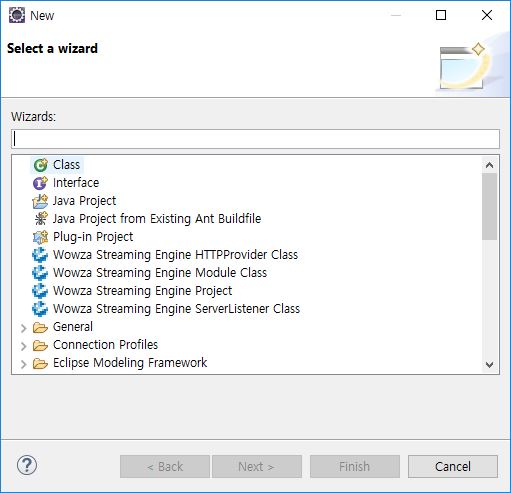 New
Select a wizard
Wizards:
Class
Interface
Java Project
Java Project from Existing Ant Buildfile
Plug-in Project
Wowza Streaming Engine HTTPProvider Class
Wowza Streaming Engine Module Class
Wowza Streaming Engine Project
Wowza Streaming Engine ServerListener Class
General
Connection Profiles
Eclipse Modeling Framework
? < Back Next > Finish Cancel